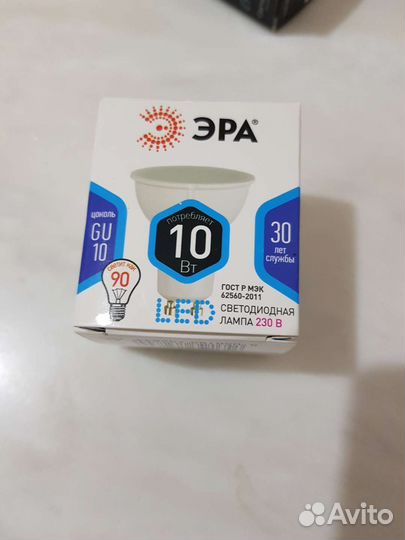 ЭРА®
цоколь
GU
10
потребляет
10
Вт
30
лет
службы
светит как
90
ГОСТ Р МЭК
62560-2011
LED
СВЕТОДИОДНАЯ
ЛАМПА 230 В
Avito